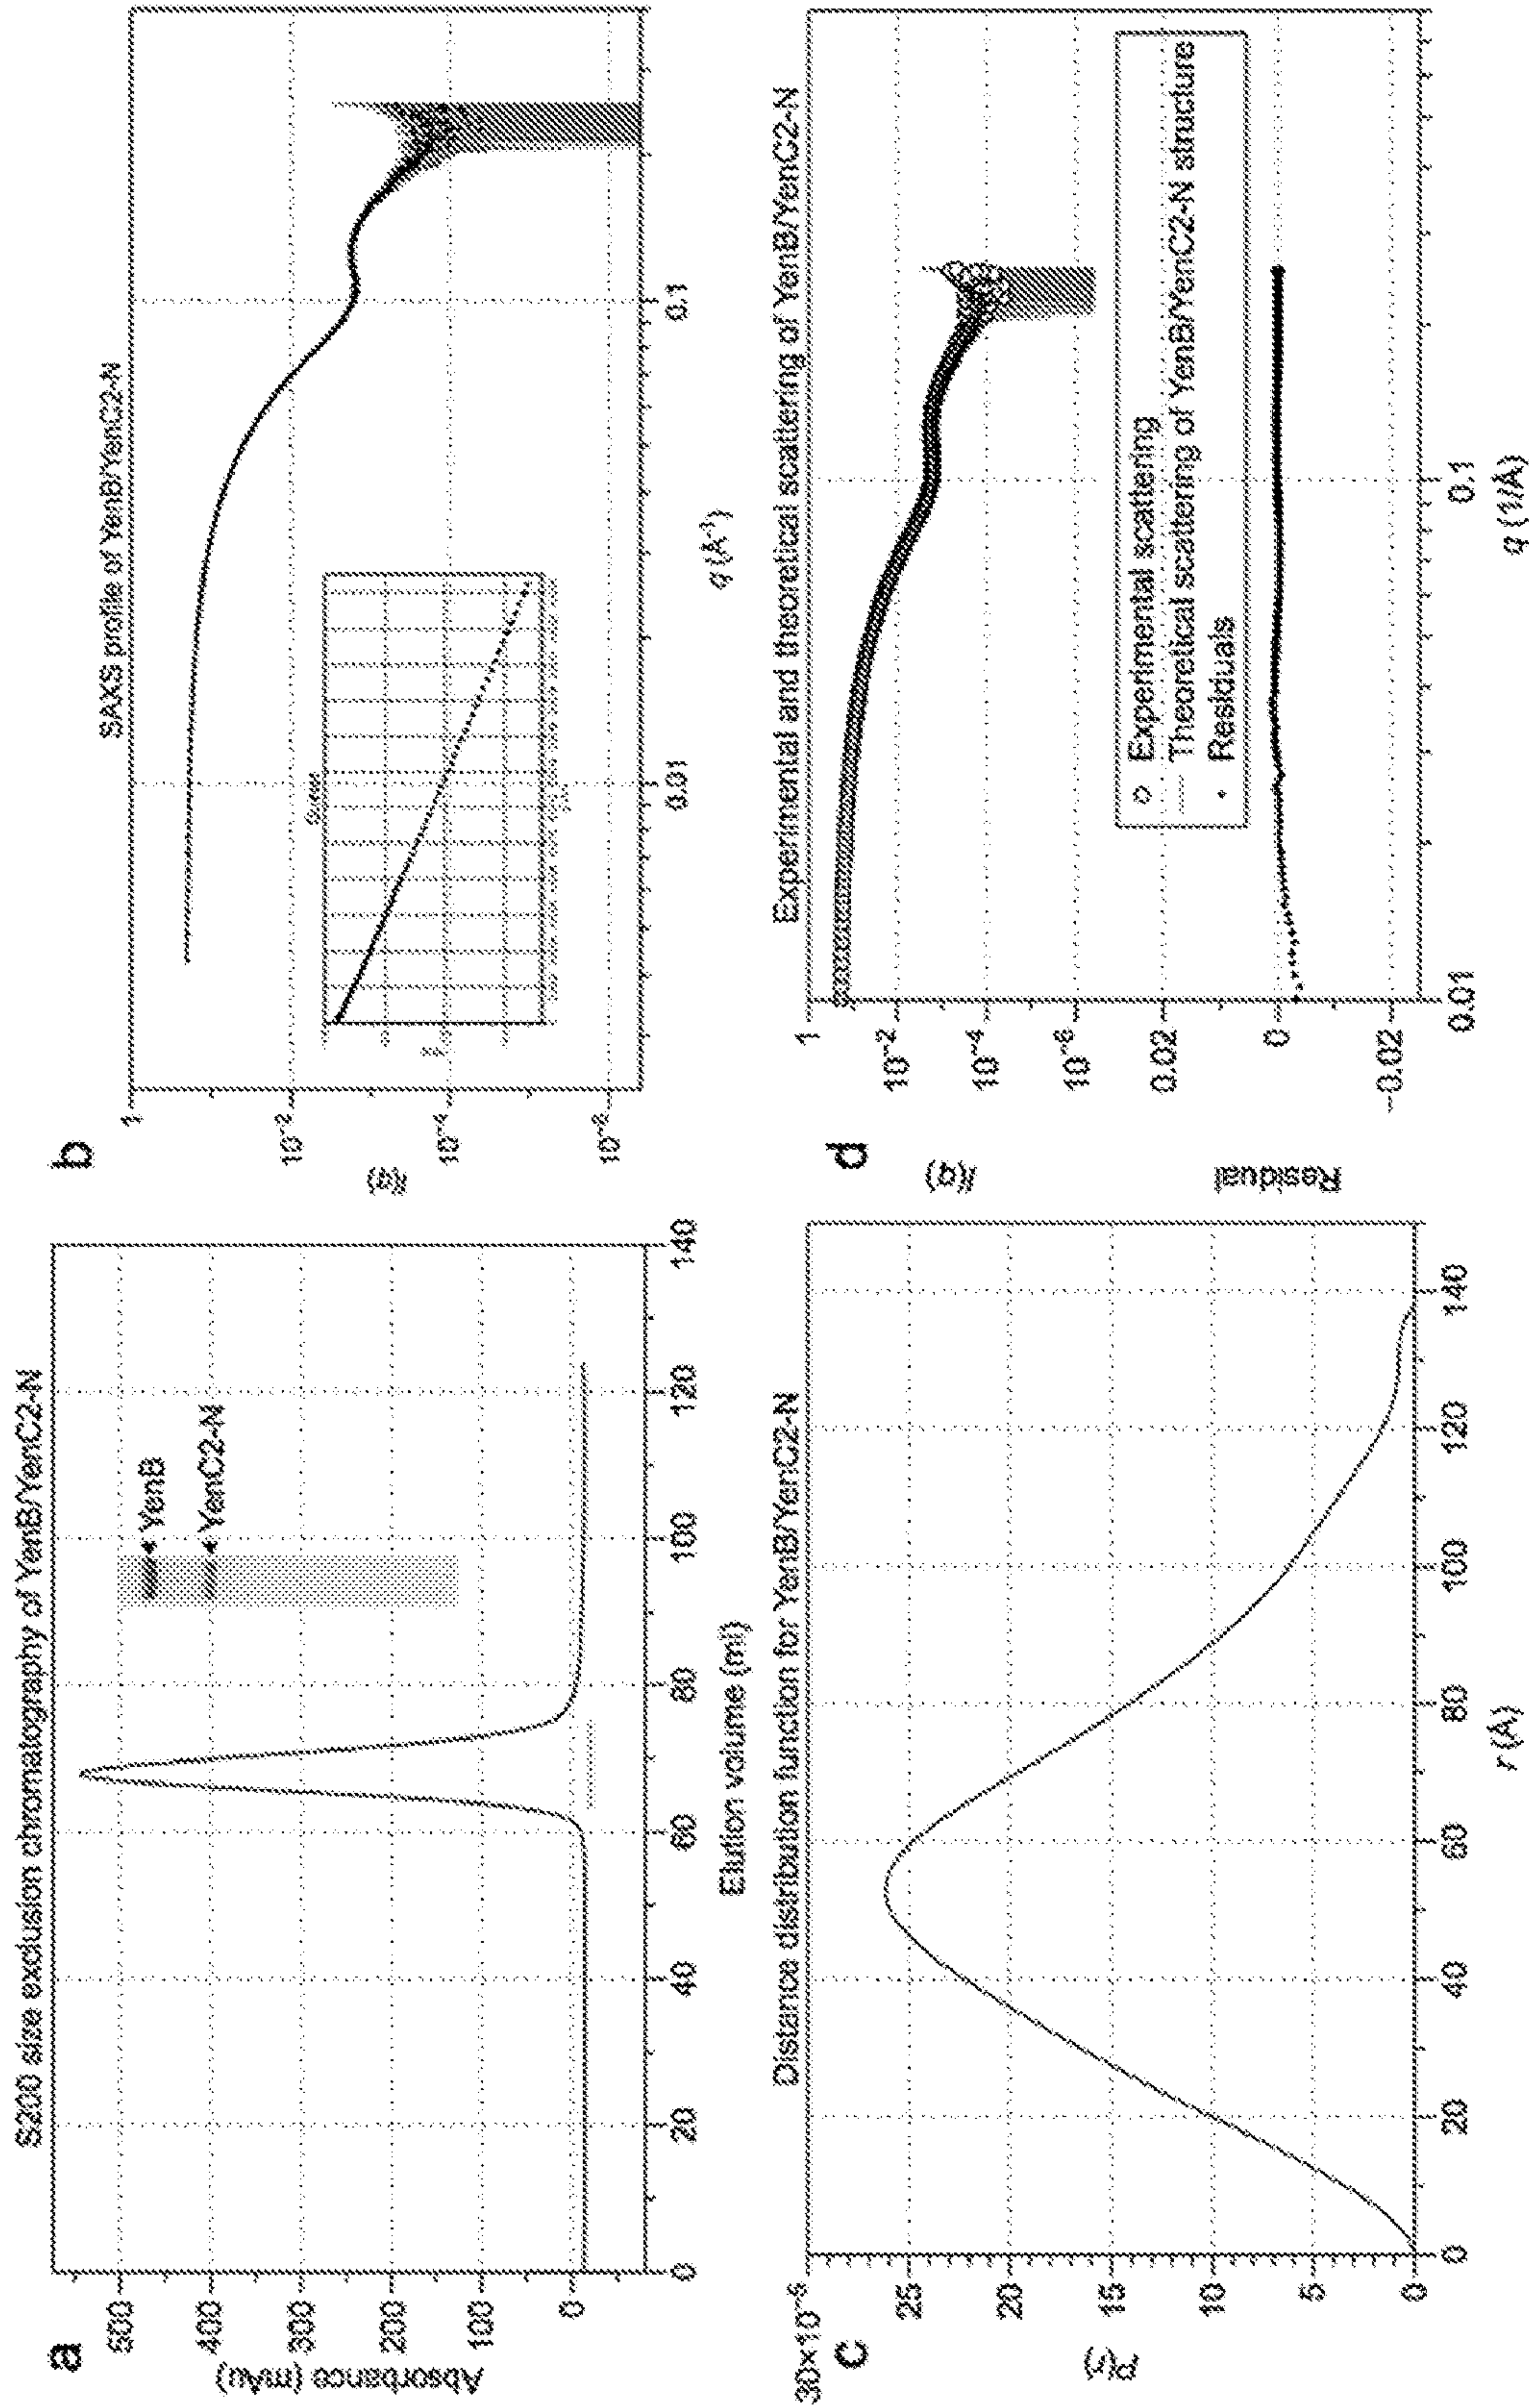 a
S200 size exclusion chromatography of YenB/YenC2-N
Absorbance (mAu)
500
400
300
200
100
0
YenB
YenC2-N
0
20
40
60
80
100
120
140
Elution volume (ml)
b
SAXS profile of YenB/YenC2-N
I(q)
1
10⁻²
10⁻⁴
10⁻⁶
0.01
0.1
q (Å⁻¹)
c
Distance distribution function for YenB/YenC2-N
P(r)
25
20
15
10
5
0
0
20
40
60
80
100
120
140
r (Å)
d
Experimental and theoretical scattering of YenB/YenC2-N
I(q)
1
10⁻²
10⁻⁴
10⁻⁶
Experimental scattering
Theoretical scattering of YenB/YenC2-N structure
Residuals
Residual
0.02
0
−0.02
0.01
0.1
q (1/Å)